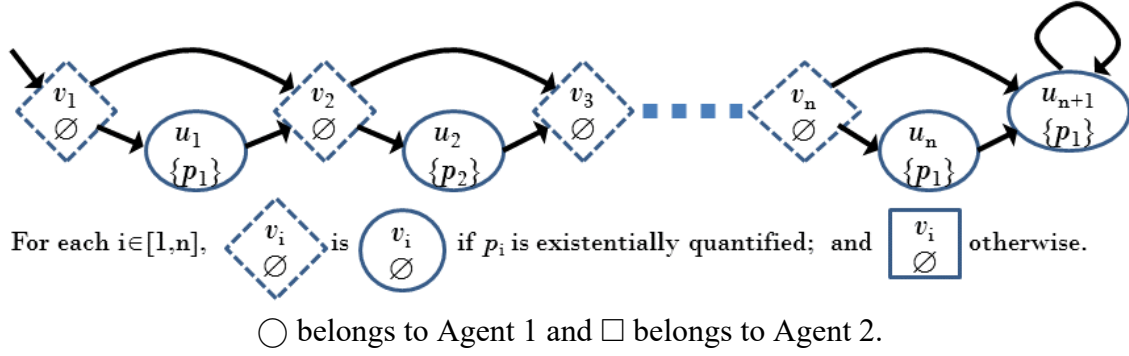 v₁ v₂ v₃ vₙ uₙ₊₁
∅ ∅ ∅ ∅ {p₁}
u₁ u₂ uₙ
{p₁} {p₂} {p₁}
For each i∈[1,n], vᵢ ∅ is vᵢ ∅ if pᵢ is existentially quantified; and vᵢ ∅ otherwise.
○ belongs to Agent 1 and □ belongs to Agent 2.